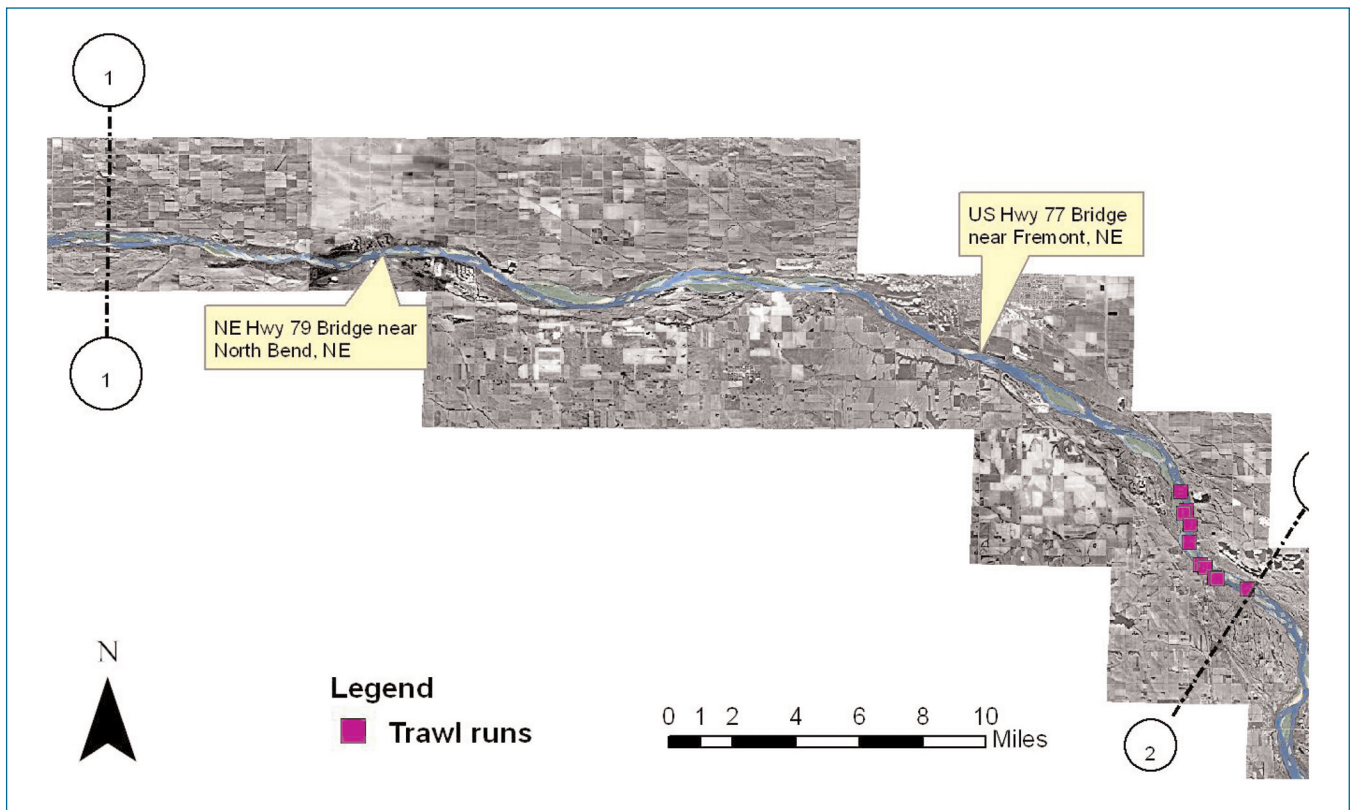 1
US Hwy 77 Bridge
near Fremont, NE
NE Hwy 79 Bridge near
North Bend, NE
1
N
Legend
Trawl runs
0 1 2 4 6 8 10
Miles
2